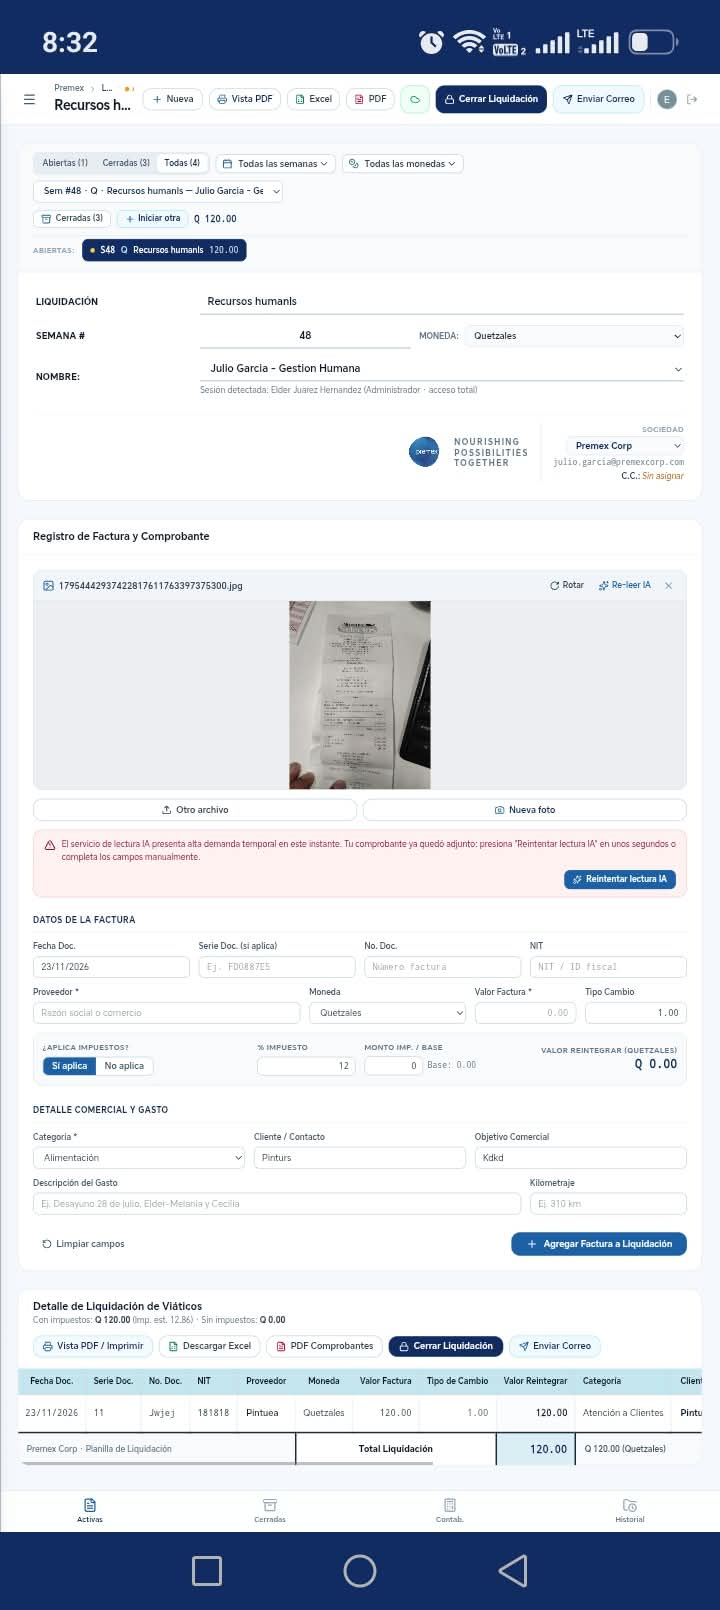 8:32
Vo LTE 1 VoLTE 2 LTE
Premex › L...
Recursos h...
+ Nueva Vista PDF Excel PDF Cerrar Liquidación Enviar Correo E
Abiertas (1) Cerradas (3) Todas (4) Todas las semanas Todas las monedas
Sem #48 · Q · Recursos humanls — Julio Garcia - Ge
Cerradas (3) + Iniciar otra Q 120.00
ABIERTAS: S48 Q Recursos humanls 120.00
LIQUIDACIÓN Recursos humanls
SEMANA # 48 MONEDA: Quetzales
NOMBRE: Julio Garcia - Gestion Humana
Sesión detectada: Elder Juarez Hernandez (Administrador · acceso total)
SOCIEDAD
premex NOURISHING POSSIBILITIES TOGETHER
Premex Corp
julio.garcia@premexcorp.com
C.C.: Sin asignar
Registro de Factura y Comprobante
17954442937422817611763397375300.jpg Rotar Re-leer IA
Otro archivo Nueva foto
El servicio de lectura IA presenta alta demanda temporal en este instante. Tu comprobante ya quedó adjunto: presiona "Reintentar lectura IA" en unos segundos o
completa los campos manualmente.
Reintentar lectura IA
DATOS DE LA FACTURA
Fecha Doc. Serie Doc. (si aplica) No. Doc. NIT
23/11/2026 Ej. FD0887E5 Número factura NIT / ID fiscal
Proveedor * Moneda Valor Factura * Tipo Cambio
Razón social o comercio Quetzales 0.00 1.00
¿APLICA IMPUESTOS? % IMPUESTO MONTO IMP. / BASE VALOR REINTEGRAR (QUETZALES)
Sí aplica No aplica 12 0 Base: 0.00 Q 0.00
DETALLE COMERCIAL Y GASTO
Categoría * Cliente / Contacto Objetivo Comercial
Alimentación Pinturs Kdkd
Descripción del Gasto Kilometraje
Ej. Desayuno 28 de julio, Elder-Melania y Cecilia Ej. 310 km
Limpiar campos + Agregar Factura a Liquidación
Detalle de Liquidación de Viáticos
Con impuestos: Q 120.00 (Imp. est. 12.86) · Sin impuestos: Q 0.00
Vista PDF / Imprimir Descargar Excel PDF Comprobantes Cerrar Liquidación Enviar Correo
Fecha Doc. Serie Doc. No. Doc. NIT Proveedor Moneda Valor Factura Tipo de Cambio Valor Reintegrar Categoría Client
23/11/2026 11 Jwjej 181818 Pintuea Quetzales 120.00 1.00 120.00 Atención a Clientes Pintu
Premex Corp · Planilla de Liquidación Total Liquidación 120.00 Q 120.00 (Quetzales)
Activas Cerradas Contab. Historial